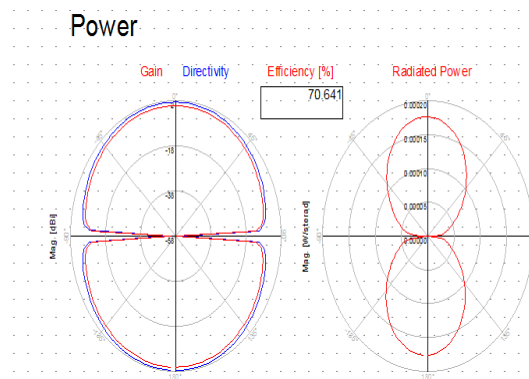 Power
Gain Directivity Efficiency [%] Radiated Power
70.641
-18
-38
-58
Mag. [dBi]
0.00020
0.00015
0.00010
0.00005
0.00000
Mag. [W/sterad]